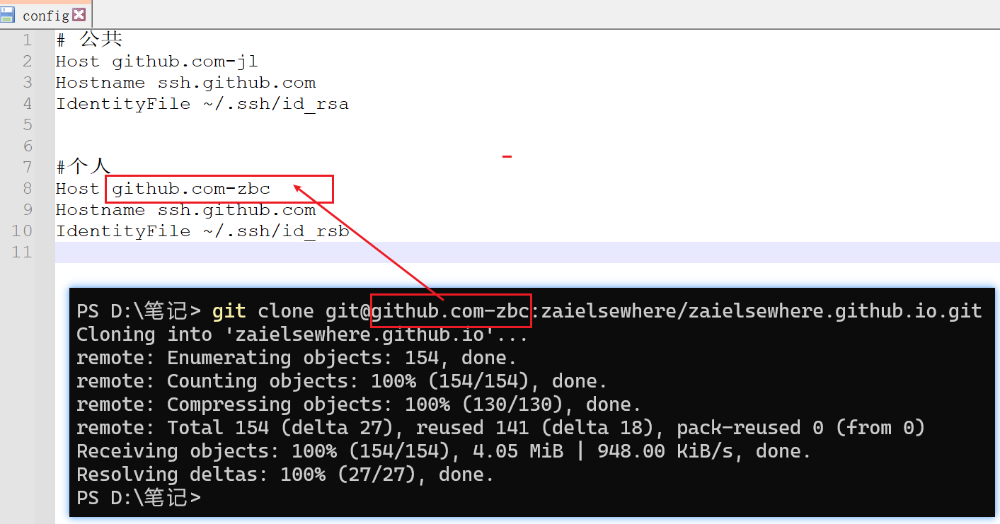 config
1 # 公共
2 Host github.com-jl
3 Hostname ssh.github.com
4 IdentityFile ~/.ssh/id_rsa
5
6
7 #个人
8 Host github.com-zbc
9 Hostname ssh.github.com
10 IdentityFile ~/.ssh/id_rsb
11
PS D:\笔记> git clone git@github.com-zbc:zaielsewhere/zaielsewhere.github.io.git
Cloning into 'zaielsewhere.github.io'...
remote: Enumerating objects: 154, done.
remote: Counting objects: 100% (154/154), done.
remote: Compressing objects: 100% (130/130), done.
remote: Total 154 (delta 27), reused 141 (delta 18), pack-reused 0 (from 0)
Receiving objects: 100% (154/154), 4.05 MiB | 948.00 KiB/s, done.
Resolving deltas: 100% (27/27), done.
PS D:\笔记>